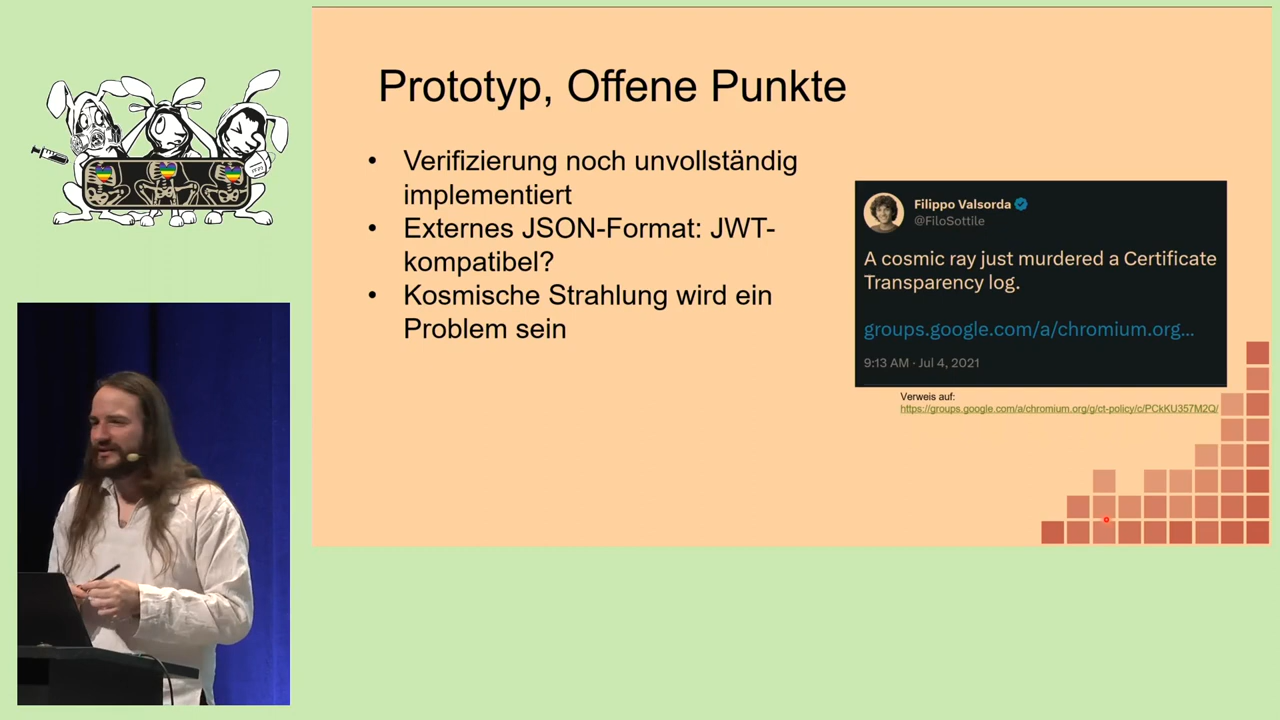 Prototyp, Offene Punkte
• Verifizierung noch unvollständig
implementiert
• Externes JSON-Format: JWT-
kompatibel?
• Kosmische Strahlung wird ein
Problem sein
Filippo Valsorda
@FiloSottile
A cosmic ray just murdered a Certificate
Transparency log.
groups.google.com/a/chromium.org...
9:13 AM · Jul 4, 2021
Verweis auf:
https://groups.google.com/a/chromium.org/g/ct-policy/c/PCkKU357M2Q/